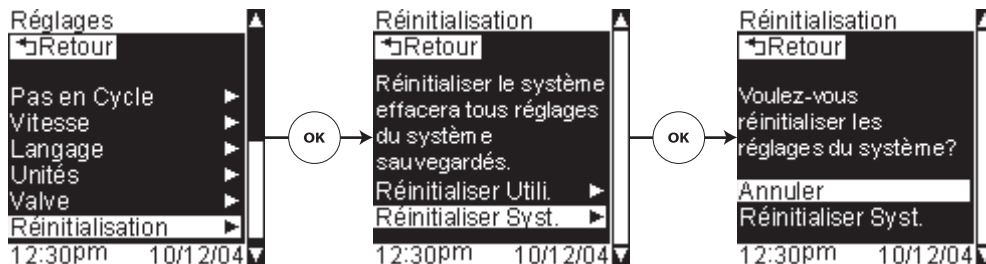 Réglages
Retour
Pas en Cycle
Vitesse
Langage
Unités
Valve
Réinitialisation
12:30pm 10/12/04
OK
Réinitialisation
Retour
Réinitialiser le système
effacera tous réglages
du système
sauvegardés.
Réinitialiser Utili.
Réinitialiser Syst.
12:30pm 10/12/04
OK
Réinitialisation
Retour
Voulez-vous
réinitialiser les
réglages du système?
Annuler
Réinitialiser Syst.
12:30pm 10/12/04